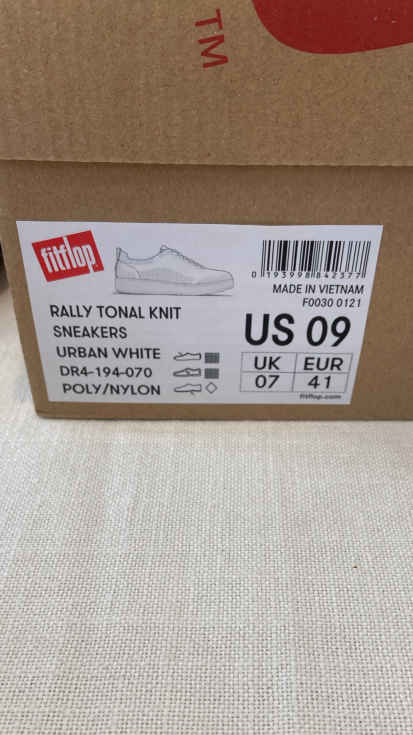 TM
fitflop
0 193998 842377
MADE IN VIETNAM
F0030 0121
RALLY TONAL KNIT
SNEAKERS
URBAN WHITE
DR4-194-070
POLY/NYLON
US 09
UK EUR
07 41
fitflop.com